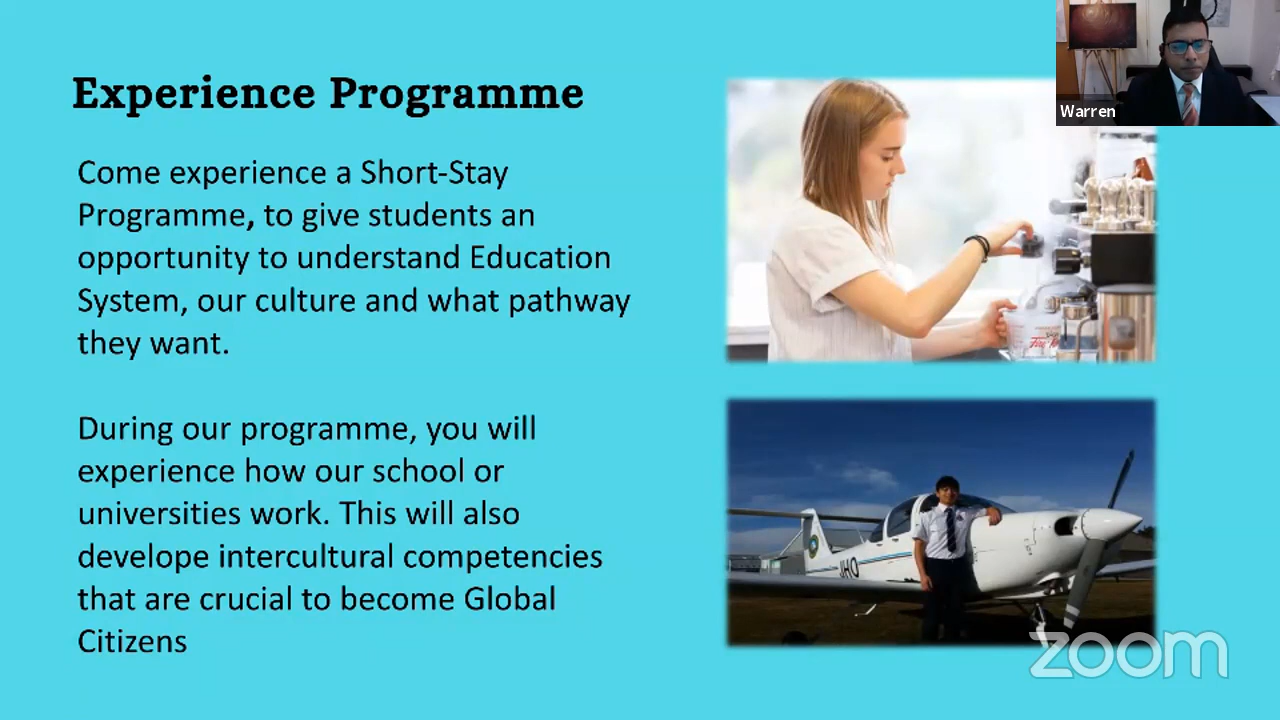 Experience Programme
Come experience a Short-Stay
Programme, to give students an
opportunity to understand Education
System, our culture and what pathway
they want.
During our programme, you will
experience how our school or
universities work. This will also
develope intercultural competencies
that are crucial to become Global
Citizens
Warren
JHQ
zoom